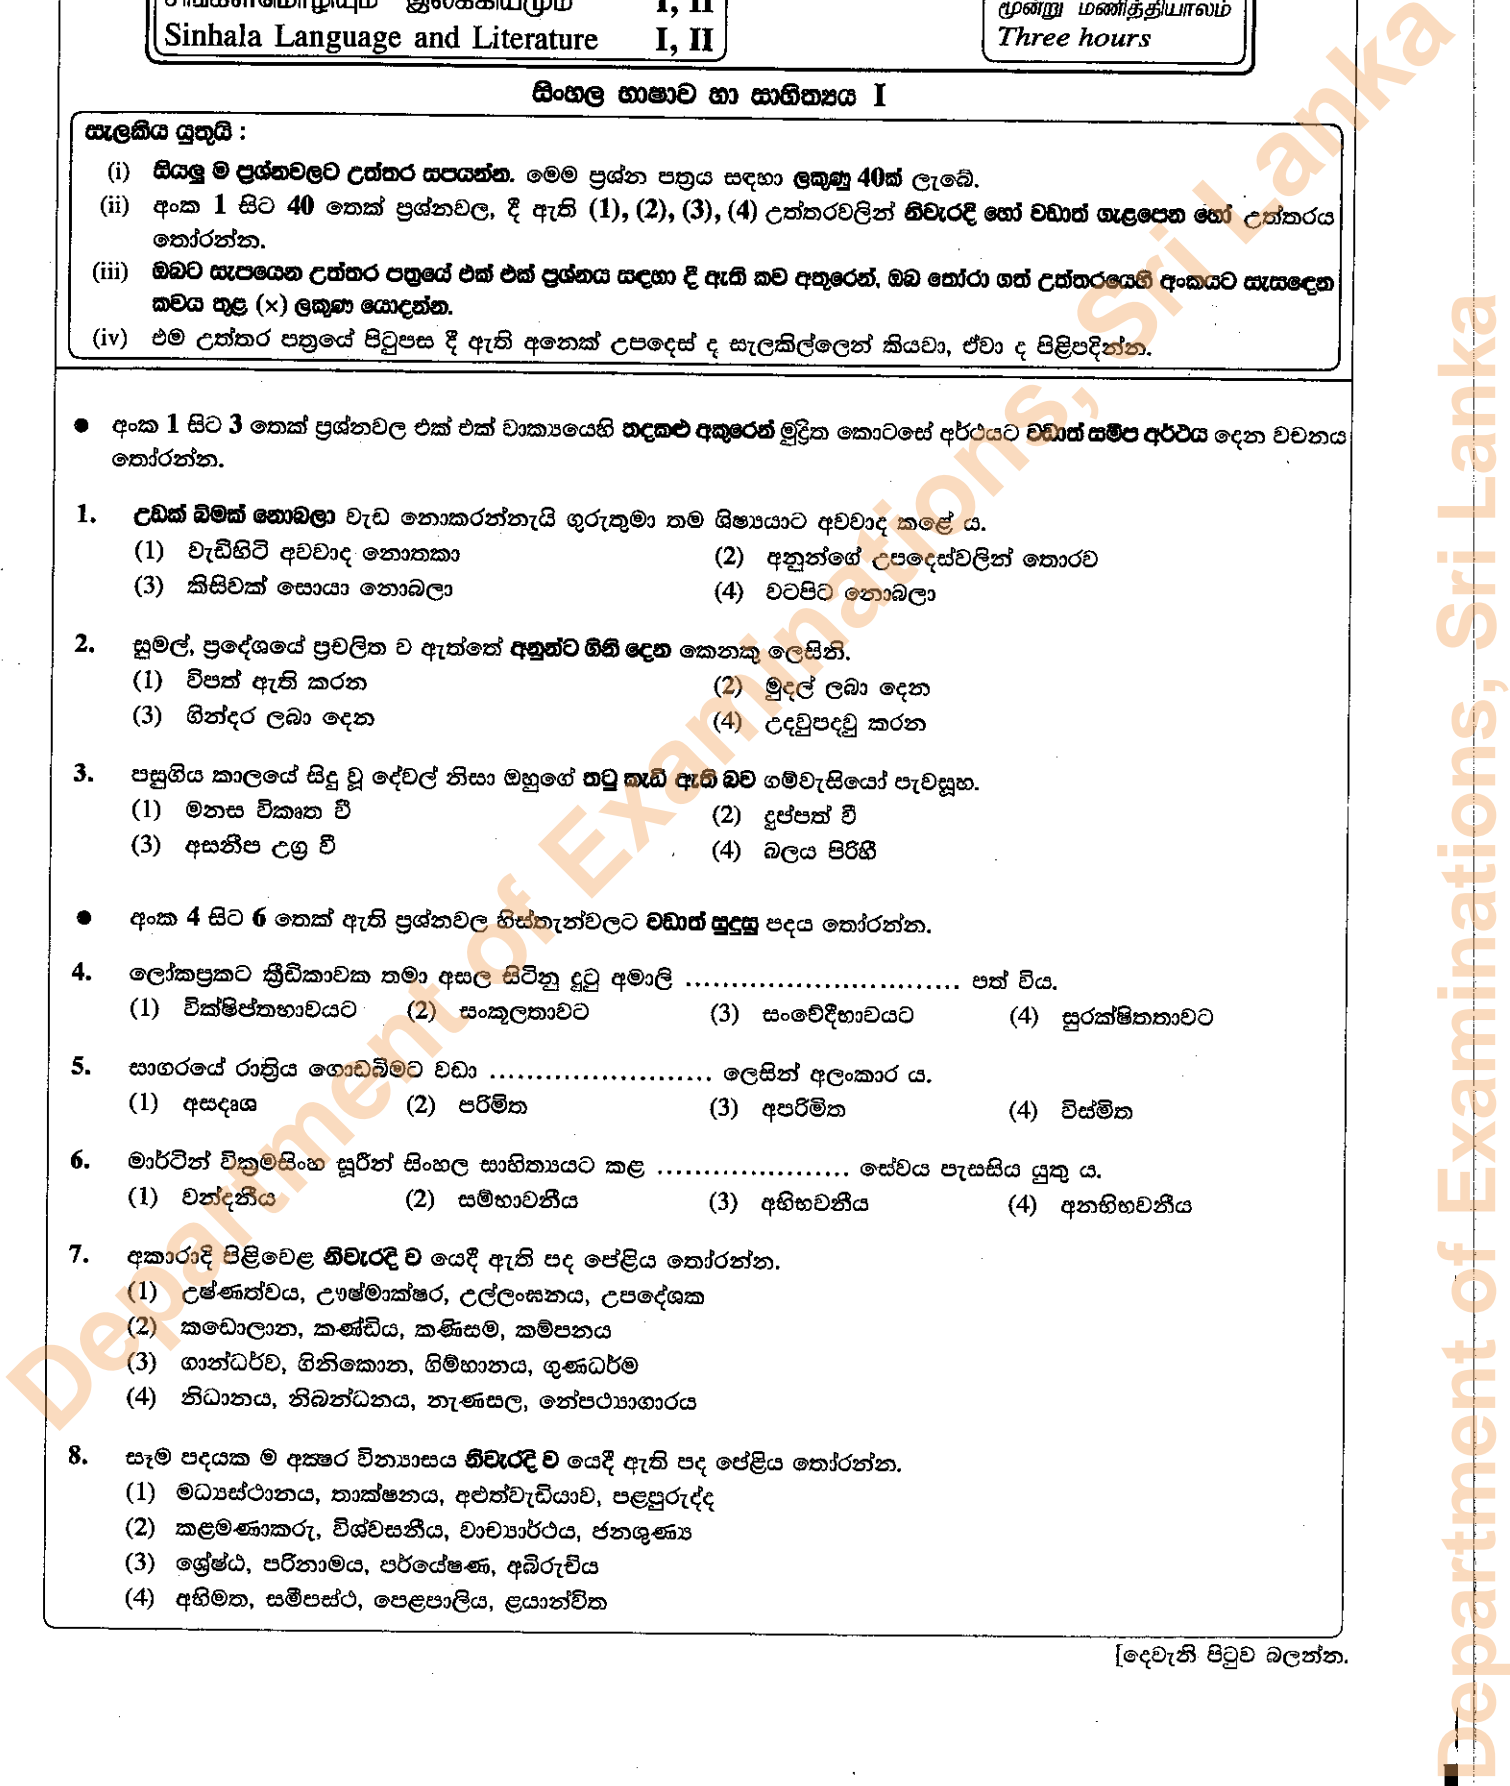 සිංහල භාෂාව හා සාහිත්‍යය I
Sinhala Language and Literature I, II
மூன்று மணித்தியாலம்
Three hours
සැලකිය යුතුයි :
(i) සියලු ම ප්‍රශ්නවලට උත්තර සපයන්න. මෙම ප්‍රශ්න පත්‍රය සඳහා ලකුණු 40ක් ලැබේ.
(ii) අංක 1 සිට 40 තෙක් ප්‍රශ්නවල, දී ඇති (1), (2), (3), (4) උත්තරවලින් නිවැරදි හෝ වඩාත් ගැළපෙන හෝ උත්තරය
තෝරන්න.
(iii) ඔබට සැපයෙන උත්තර පත්‍රයේ එක් එක් ප්‍රශ්නය සඳහා දී ඇති කව අතුරෙන්, ඔබ තෝරා ගත් උත්තරයෙහි අංකයට සැසඳෙන
කවය තුළ (×) ලකුණ යොදන්න.
(iv) එම උත්තර පත්‍රයේ පිටුපස දී ඇති අනෙක් උපදෙස් ද සැලකිල්ලෙන් කියවා, ඒවා ද පිළිපදින්න.
● අංක 1 සිට 3 තෙක් ප්‍රශ්නවල එක් එක් වාක්‍යයෙහි තදකළු අකුරෙන් මුද්‍රිත කොටසේ අර්ථයට වඩාත් සමීප අර්ථය දෙන වචනය
තෝරන්න.
1. උඩක් බිමක් නොබලා වැඩ නොකරන්නැයි ගුරුතුමා තම ශිෂ්‍යයාට අවවාද කළේ ය.
(1) වැඩිහිටි අවවාද නොතකා (2) අනුන්ගේ උපදෙස්වලින් තොරව
(3) කිසිවක් සොයා නොබලා (4) වටපිට නොබලා
2. සුමල්, ප්‍රදේශයේ ප්‍රචලිත ව ඇත්තේ අනුන්ට ගිනි දෙන කෙනකු ලෙසිනි.
(1) විපත් ඇති කරන (2) මුදල් ලබා දෙන
(3) ගින්දර ලබා දෙන (4) උදවුපදවු කරන
3. පසුගිය කාලයේ සිදු වූ දේවල් නිසා ඔහුගේ තටු කැඩී ඇති බව ගම්වැසියෝ පැවසූහ.
(1) මනස විකෘත වී (2) දුප්පත් වී
(3) අසනීප උග්‍ර වී (4) බලය පිරිහී
● අංක 4 සිට 6 තෙක් ඇති ප්‍රශ්නවල හිස්තැන්වලට වඩාත් සුදුසු පදය තෝරන්න.
4. ලෝකප්‍රකට ක්‍රීඩිකාවක තමා අසල සිටිනු දුටු අමාලි .............................. පත් විය.
(1) වික්ෂිප්තභාවයට (2) සංකූලතාවට (3) සංවේදීභාවයට (4) සුරක්ෂිතතාවට
5. සාගරයේ රාත්‍රිය ගොඩබිමට වඩා ........................ ලෙසින් අලංකාර ය.
(1) අසදෘශ (2) පරිමිත (3) අපරිමිත (4) විස්මිත
6. මාර්ටින් වික්‍රමසිංහ සූරීන් සිංහල සාහිත්‍යයට කළ ..................... සේවය පැසසිය යුතු ය.
(1) වන්දනීය (2) සම්භාවනීය (3) අභිභවනීය (4) අනභිභවනීය
7. අකාරාදි පිළිවෙළ නිවැරදි ව යෙදී ඇති පද පේළිය තෝරන්න.
(1) උෂ්ණත්වය, ඌෂ්මාක්ෂර, උල්ලංඝනය, උපදේශක
(2) කඩොලාන, කණ්ඩිය, කණිසම, කම්පනය
(3) ගාන්ධර්ව, ගිනිකොන, ගිම්හානය, ගුණධර්ම
(4) නිධානය, නිබන්ධනය, නැණසල, නේපථ්‍යාගාරය
8. සෑම පදයක ම අක්‍ෂර වින්‍යාසය නිවැරදි ව යෙදී ඇති පද පේළිය තෝරන්න.
(1) මධ්‍යස්ථානය, තාක්ෂනය, අළුත්වැඩියාව, පළපුරුද්ද
(2) කළමණාකරු, විශ්වසනීය, වාච්‍යාර්ථය, ජනශුණ්‍ය
(3) ශ්‍රේෂ්ඨ, පරිනාමය, පර්යේෂණ, අබිරුචිය
(4) අභිමත, සමීපස්ථ, පෙළපාලිය, ළයාන්විත
[දෙවැනි පිටුව බලන්න.
Department of Examinations, Sri Lanka
Department of Examinations, Sri Lanka